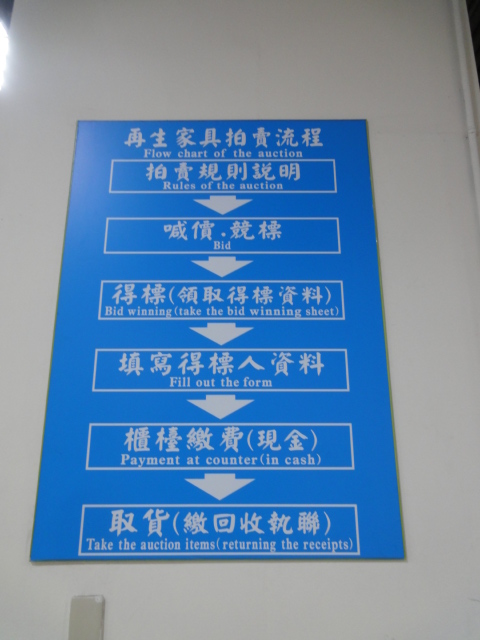 再生家具拍賣流程
Flow chart of the auction
拍賣規則說明
Rules of the auction
喊價．競標
Bid
得標(領取得標資料)
Bid winning(take the bid winning sheet)
填寫得標人資料
Fill out the form
櫃檯繳費(現金)
Payment at counter(in cash)
取貨(繳回收執聯)
Take the auction items(returning the receipts)